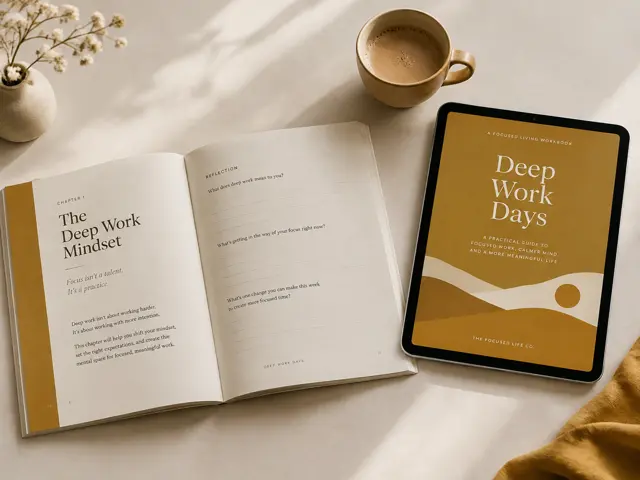 CHAPTER 1
The
Deep Work
Mindset
Focus isn't a talent.
It's a practice.
Deep work isn't about working harder.
It's about working with more intention.
This chapter will help you shift your mindset,
set the right expectations, and create the
mental space for focused, meaningful work.
REFLECTION
What does deep work mean to you?
What's getting in the way of your focus right now?
What's one change you can make this week
to create more focused time?
DEEP WORK DAYS
A FOCUSED LIVING WORKBOOK
Deep
Work
Days
A PRACTICAL GUIDE TO
FOCUSED WORK, CALMER MIND
AND A MORE MEANINGFUL LIFE
THE FOCUSED LIFE CO.